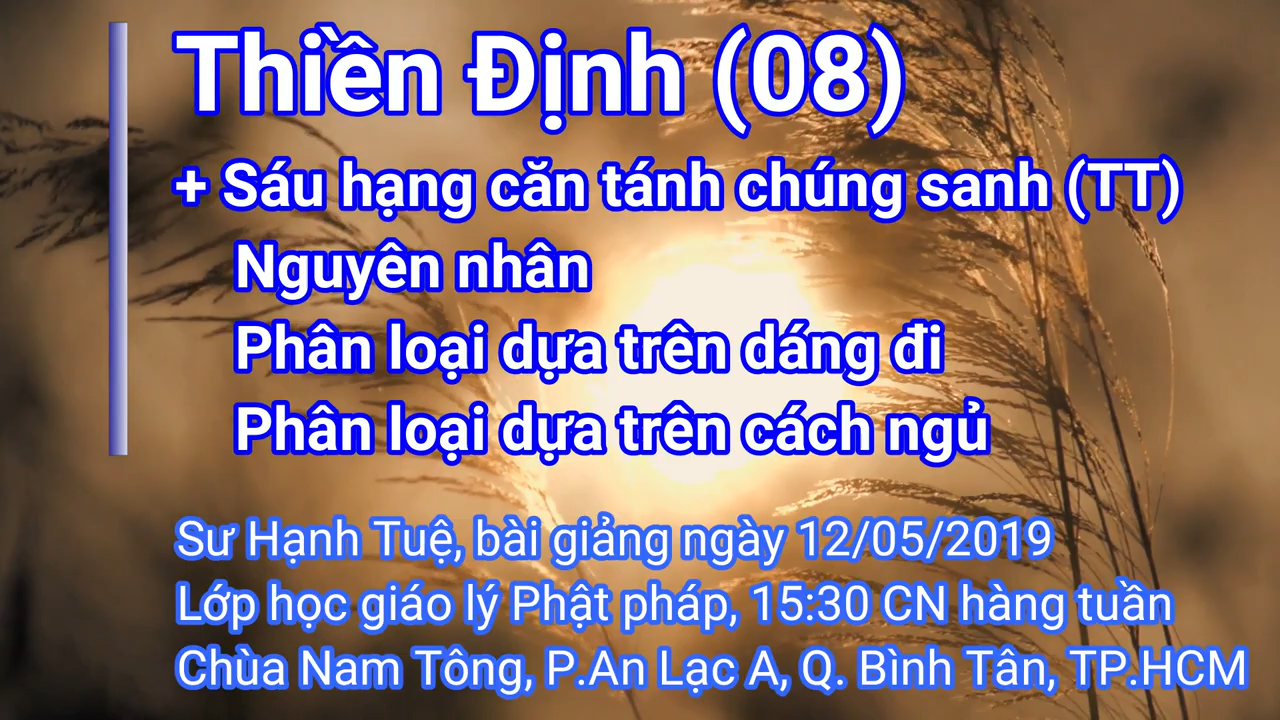 Thiền Định (08)
+ Sáu hạng căn tánh chúng sanh (TT)
Nguyên nhân
Phân loại dựa trên dáng đi
Phân loại dựa trên cách ngủ
Sư Hạnh Tuệ, bài giảng ngày 12/05/2019
Lớp học giáo lý Phật pháp, 15:30 CN hàng tuần
Chùa Nam Tông, P.An Lạc A, Q. Bình Tân, TP.HCM